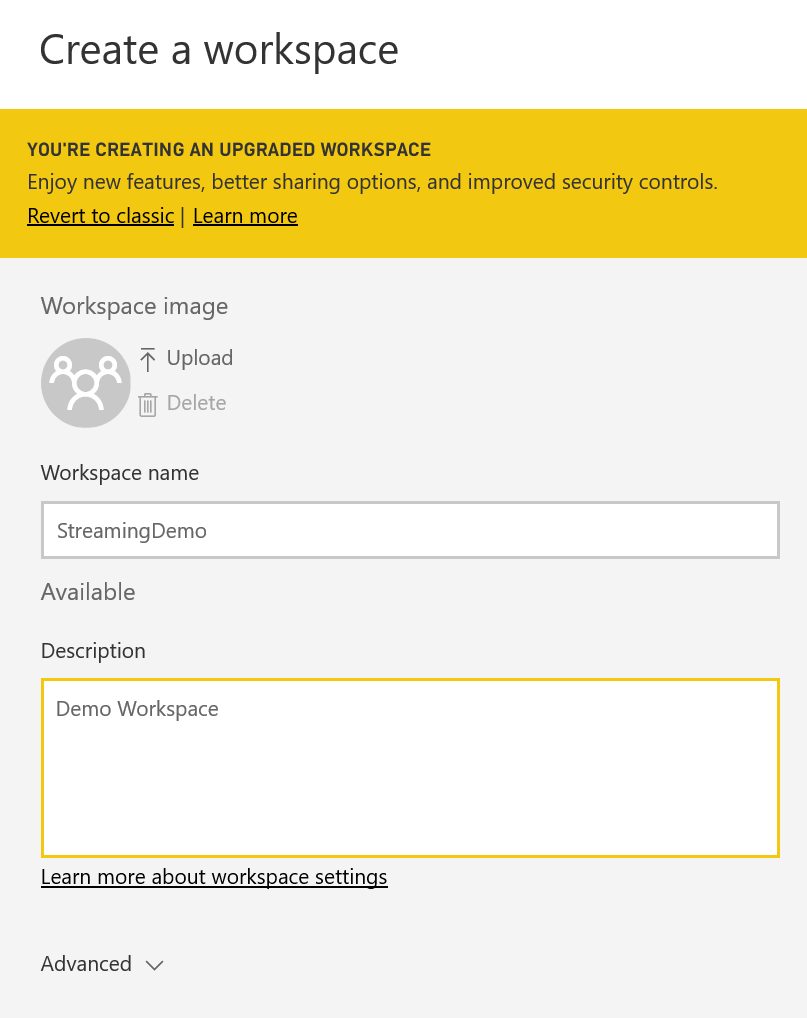 Create a workspace
YOU'RE CREATING AN UPGRADED WORKSPACE
Enjoy new features, better sharing options, and improved security controls.
Revert to classic | Learn more
Workspace image
Upload
Delete
Workspace name
StreamingDemo
Available
Description
Demo Workspace
Learn more about workspace settings
Advanced